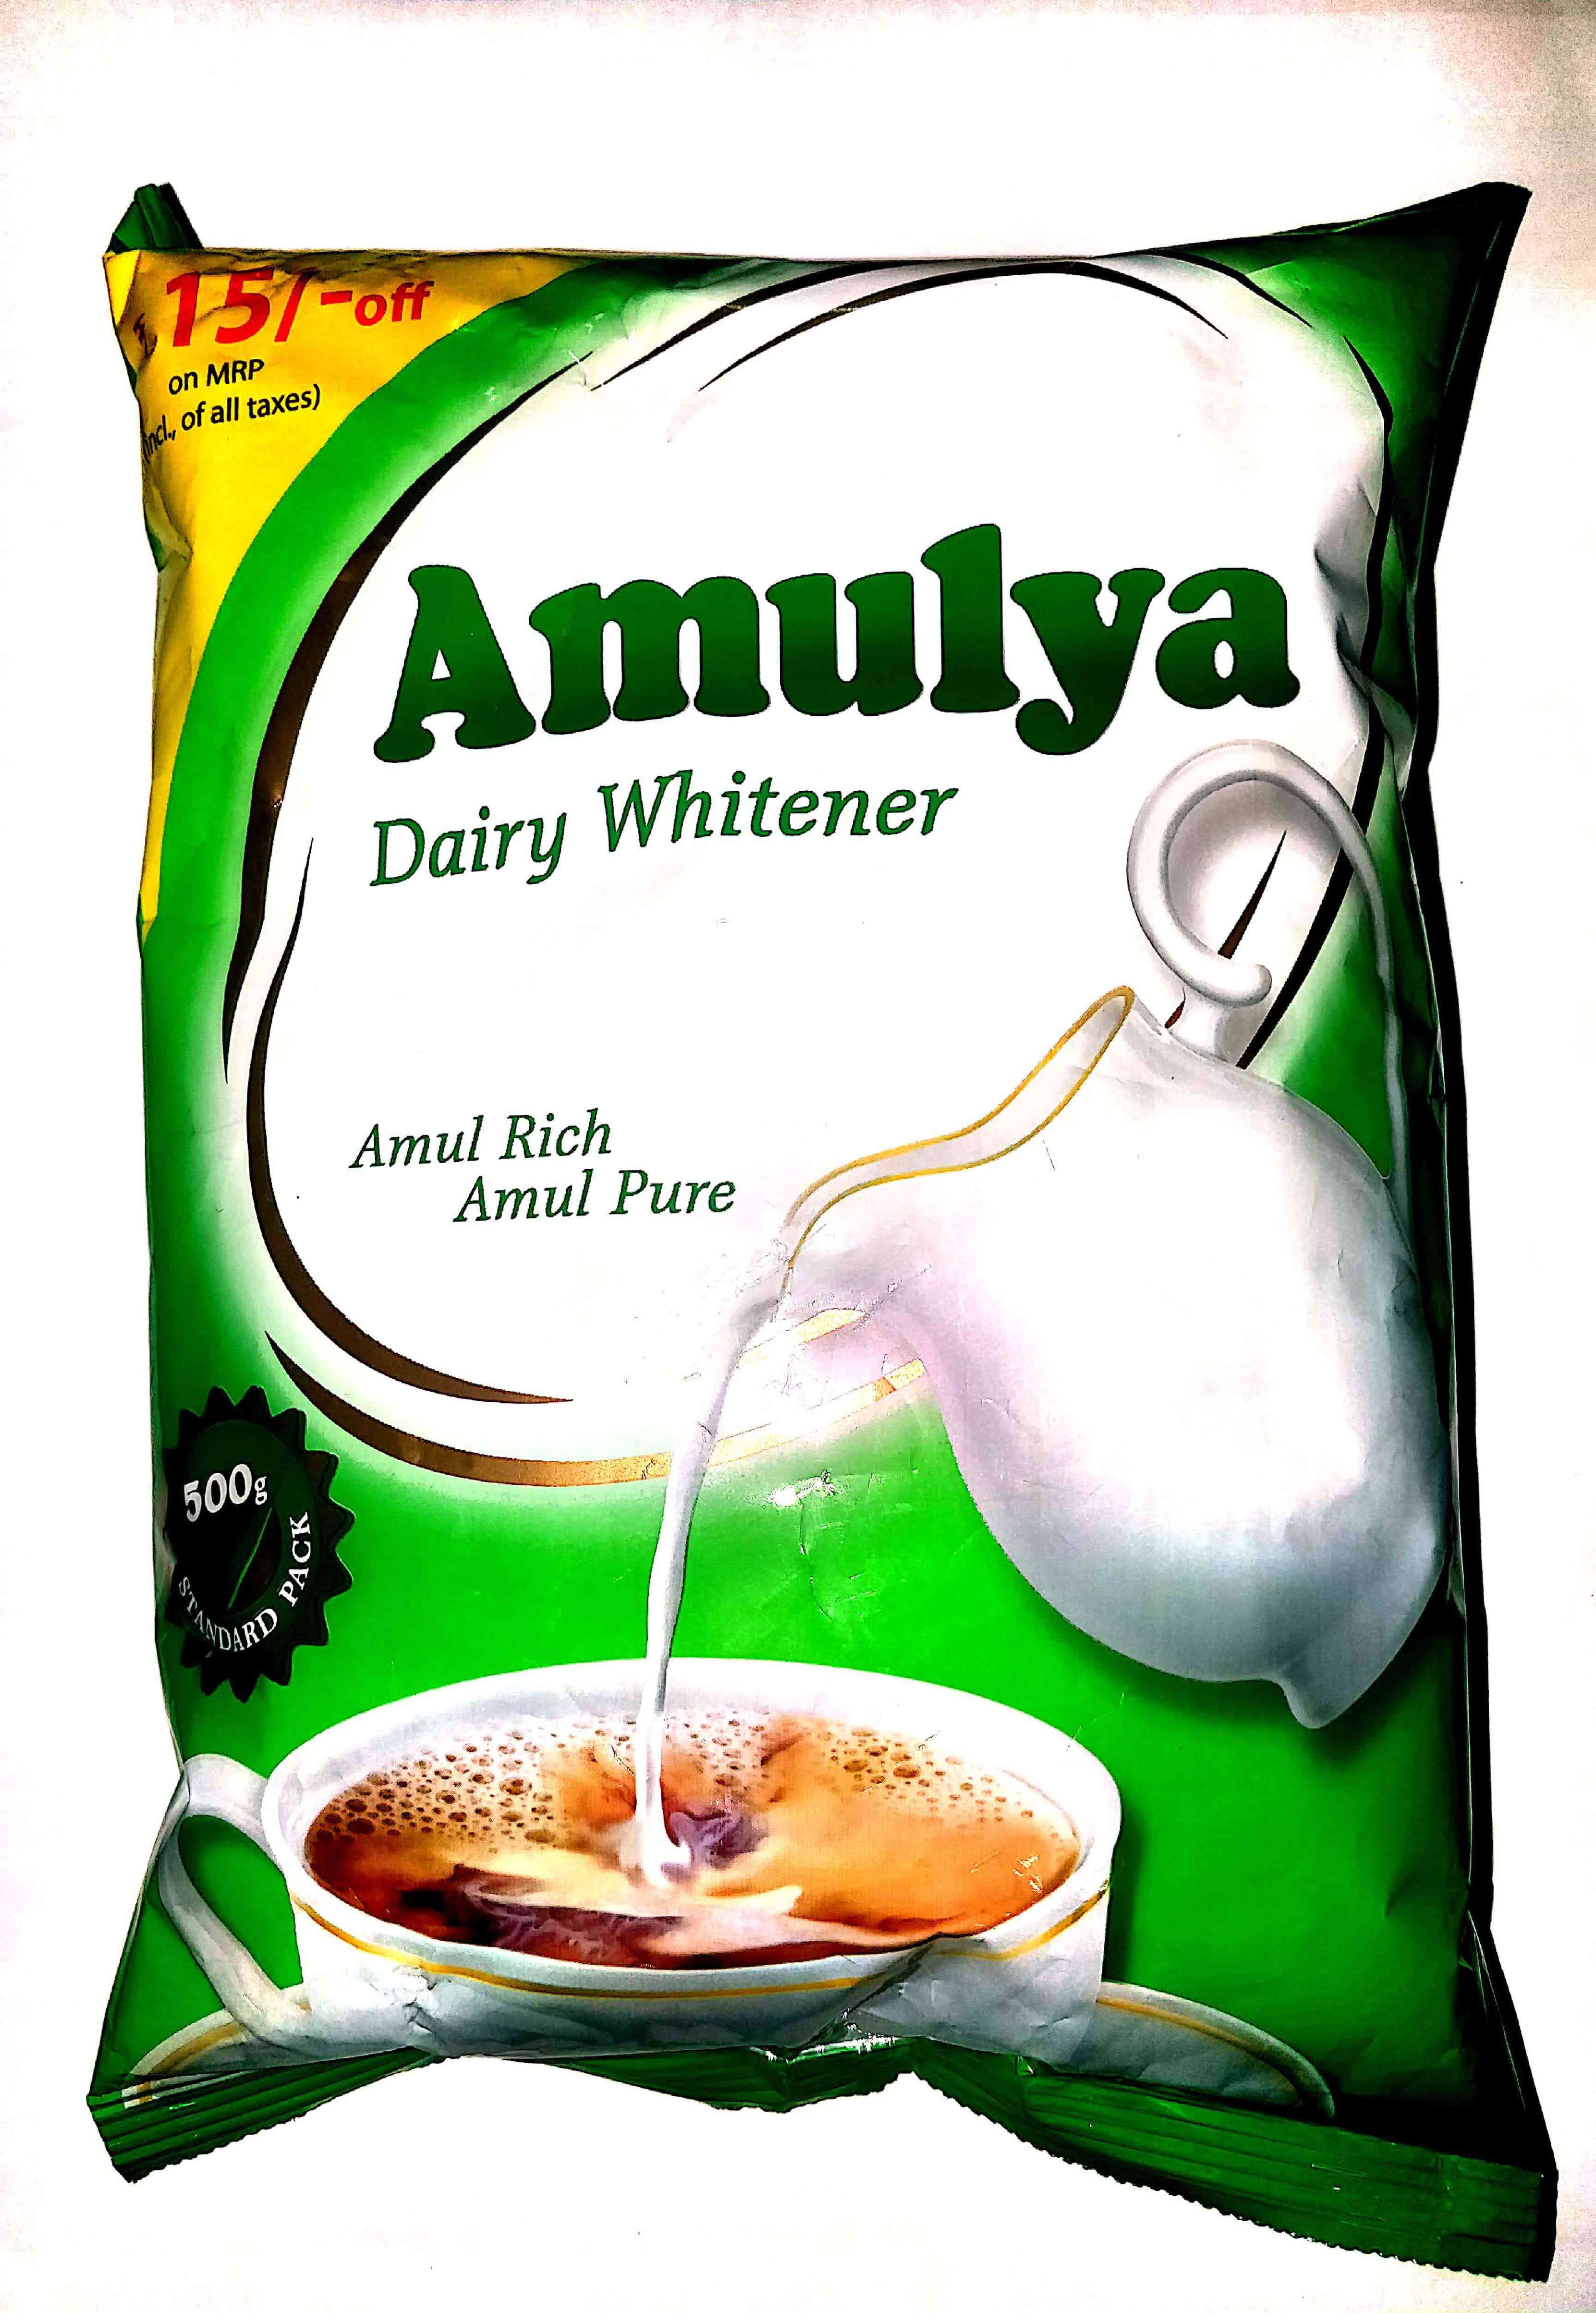 ₹ 15/-off
on MRP
(incl., of all taxes)
Amulya
Dairy Whitener
Amul Rich
Amul Pure
500g
STANDARD PACK